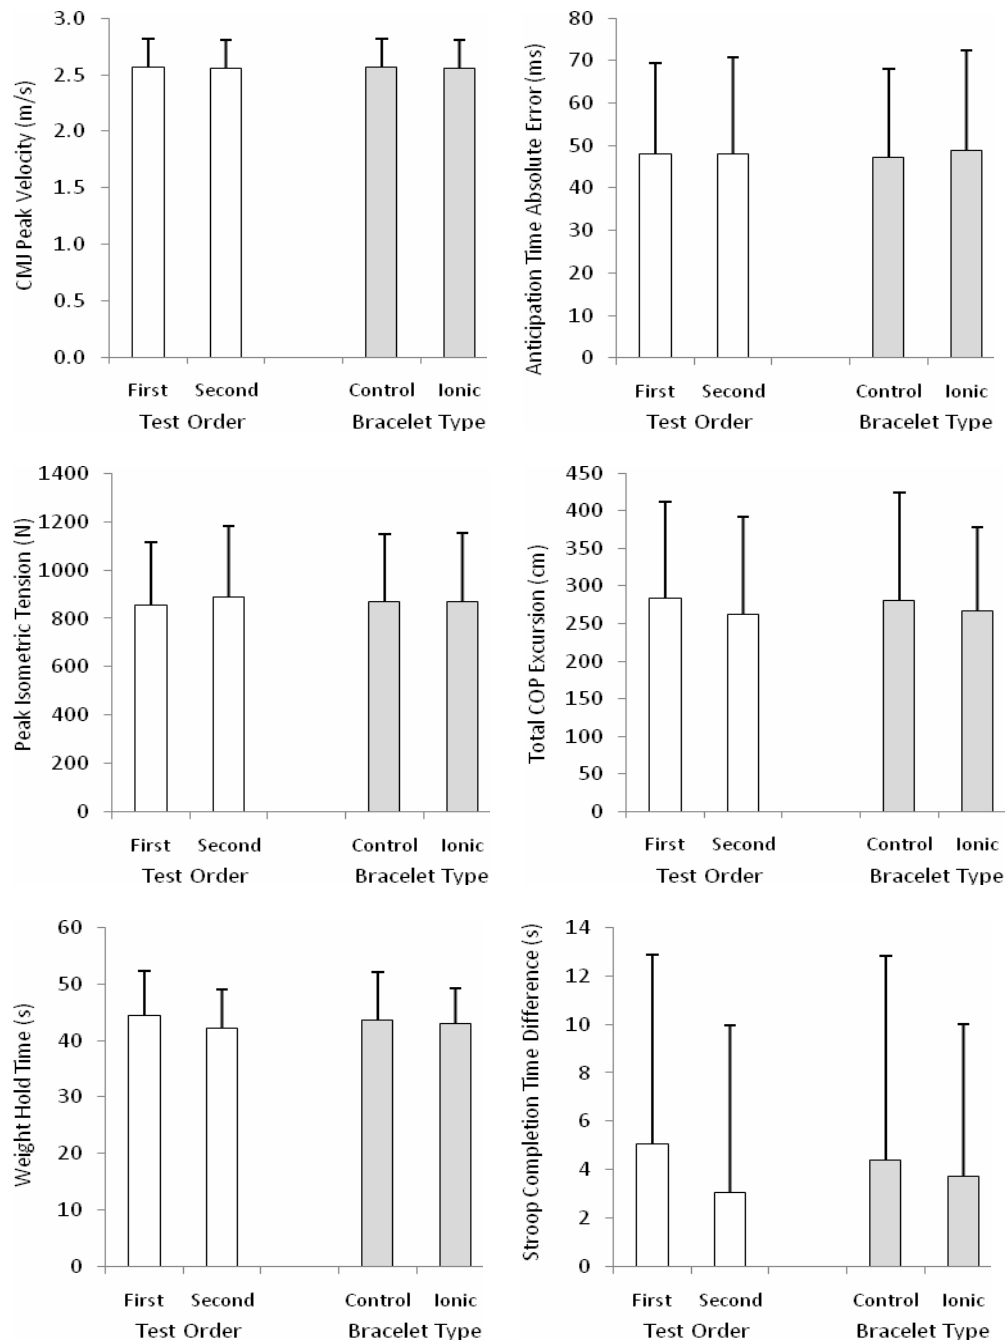 CMJ Peak Velocity (m/s)
3.0
2.5
2.0
1.5
1.0
0.5
0.0
First Second Control Ionic
Test Order Bracelet Type
Anticipation Time Absolute Error (ms)
80
70
60
50
40
30
20
10
0
First Second Control Ionic
Test Order Bracelet Type
Peak Isometric Tension (N)
1400
1200
1000
800
600
400
200
0
First Second Control Ionic
Test Order Bracelet Type
Total COP Excursion (cm)
450
400
350
300
250
200
150
100
50
0
First Second Control Ionic
Test Order Bracelet Type
Weight Hold Time (s)
60
50
40
30
20
10
0
First Second Control Ionic
Test Order Bracelet Type
Stroop Completion Time Difference (s)
14
12
10
8
6
4
2
0
First Second Control Ionic
Test Order Bracelet Type